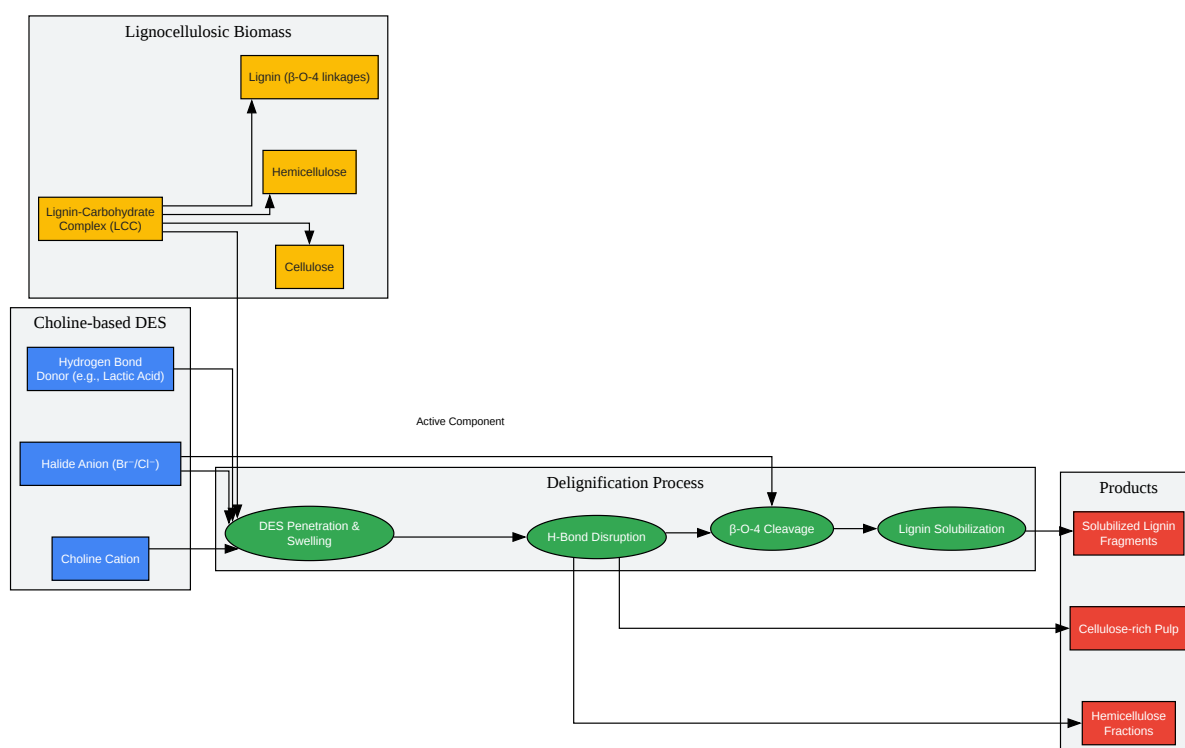 Lignocellulosic Biomass
Lignin (β-O-4 linkages)
Hemicellulose
Lignin-Carbohydrate
Complex (LCC)
Cellulose
Choline-based DES
Hydrogen Bond
Donor (e.g., Lactic Acid)
Halide Anion (Br⁻/Cl⁻)
Choline Cation
Active Component
Delignification Process
DES Penetration &
Swelling
H-Bond Disruption
β-O-4 Cleavage
Lignin Solubilization
Products
Solubilized Lignin
Fragments
Cellulose-rich Pulp
Hemicellulose
Fractions